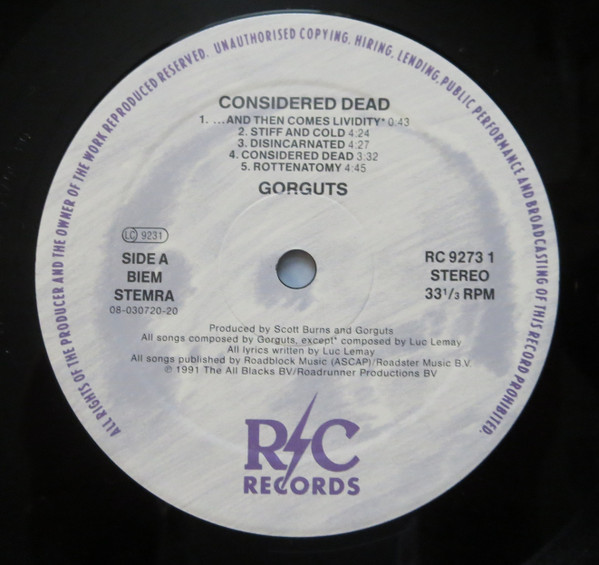 ALL RIGHTS OF THE PRODUCER AND THE OWNER OF THE WORK REPRODUCED RESERVED. UNAUTHORISED COPYING, HIRING, LENDING, PUBLIC PERFORMANCE AND BROADCASTING OF THIS RECORD PROHIBITED.
CONSIDERED DEAD
1. ...AND THEN COMES LIVIDITY* 0:43
2. STIFF AND COLD 4:24
3. DISINCARNATED 4:27
4. CONSIDERED DEAD 3:32
5. ROTTENATOMY 4:45
GORGUTS
LC 9231
SIDE A
BIEM
STEMRA
08-030720-20
RC 9273 1
STEREO
33 1/3 RPM
Produced by Scott Burns and Gorguts
All songs composed by Gorguts, except* composed by Luc Lemay
All lyrics written by Luc Lemay
All songs published by Roadblock Music (ASCAP)/Roadster Music B.V.
℗ 1991 The All Blacks BV/Roadrunner Productions BV
R/C
RECORDS